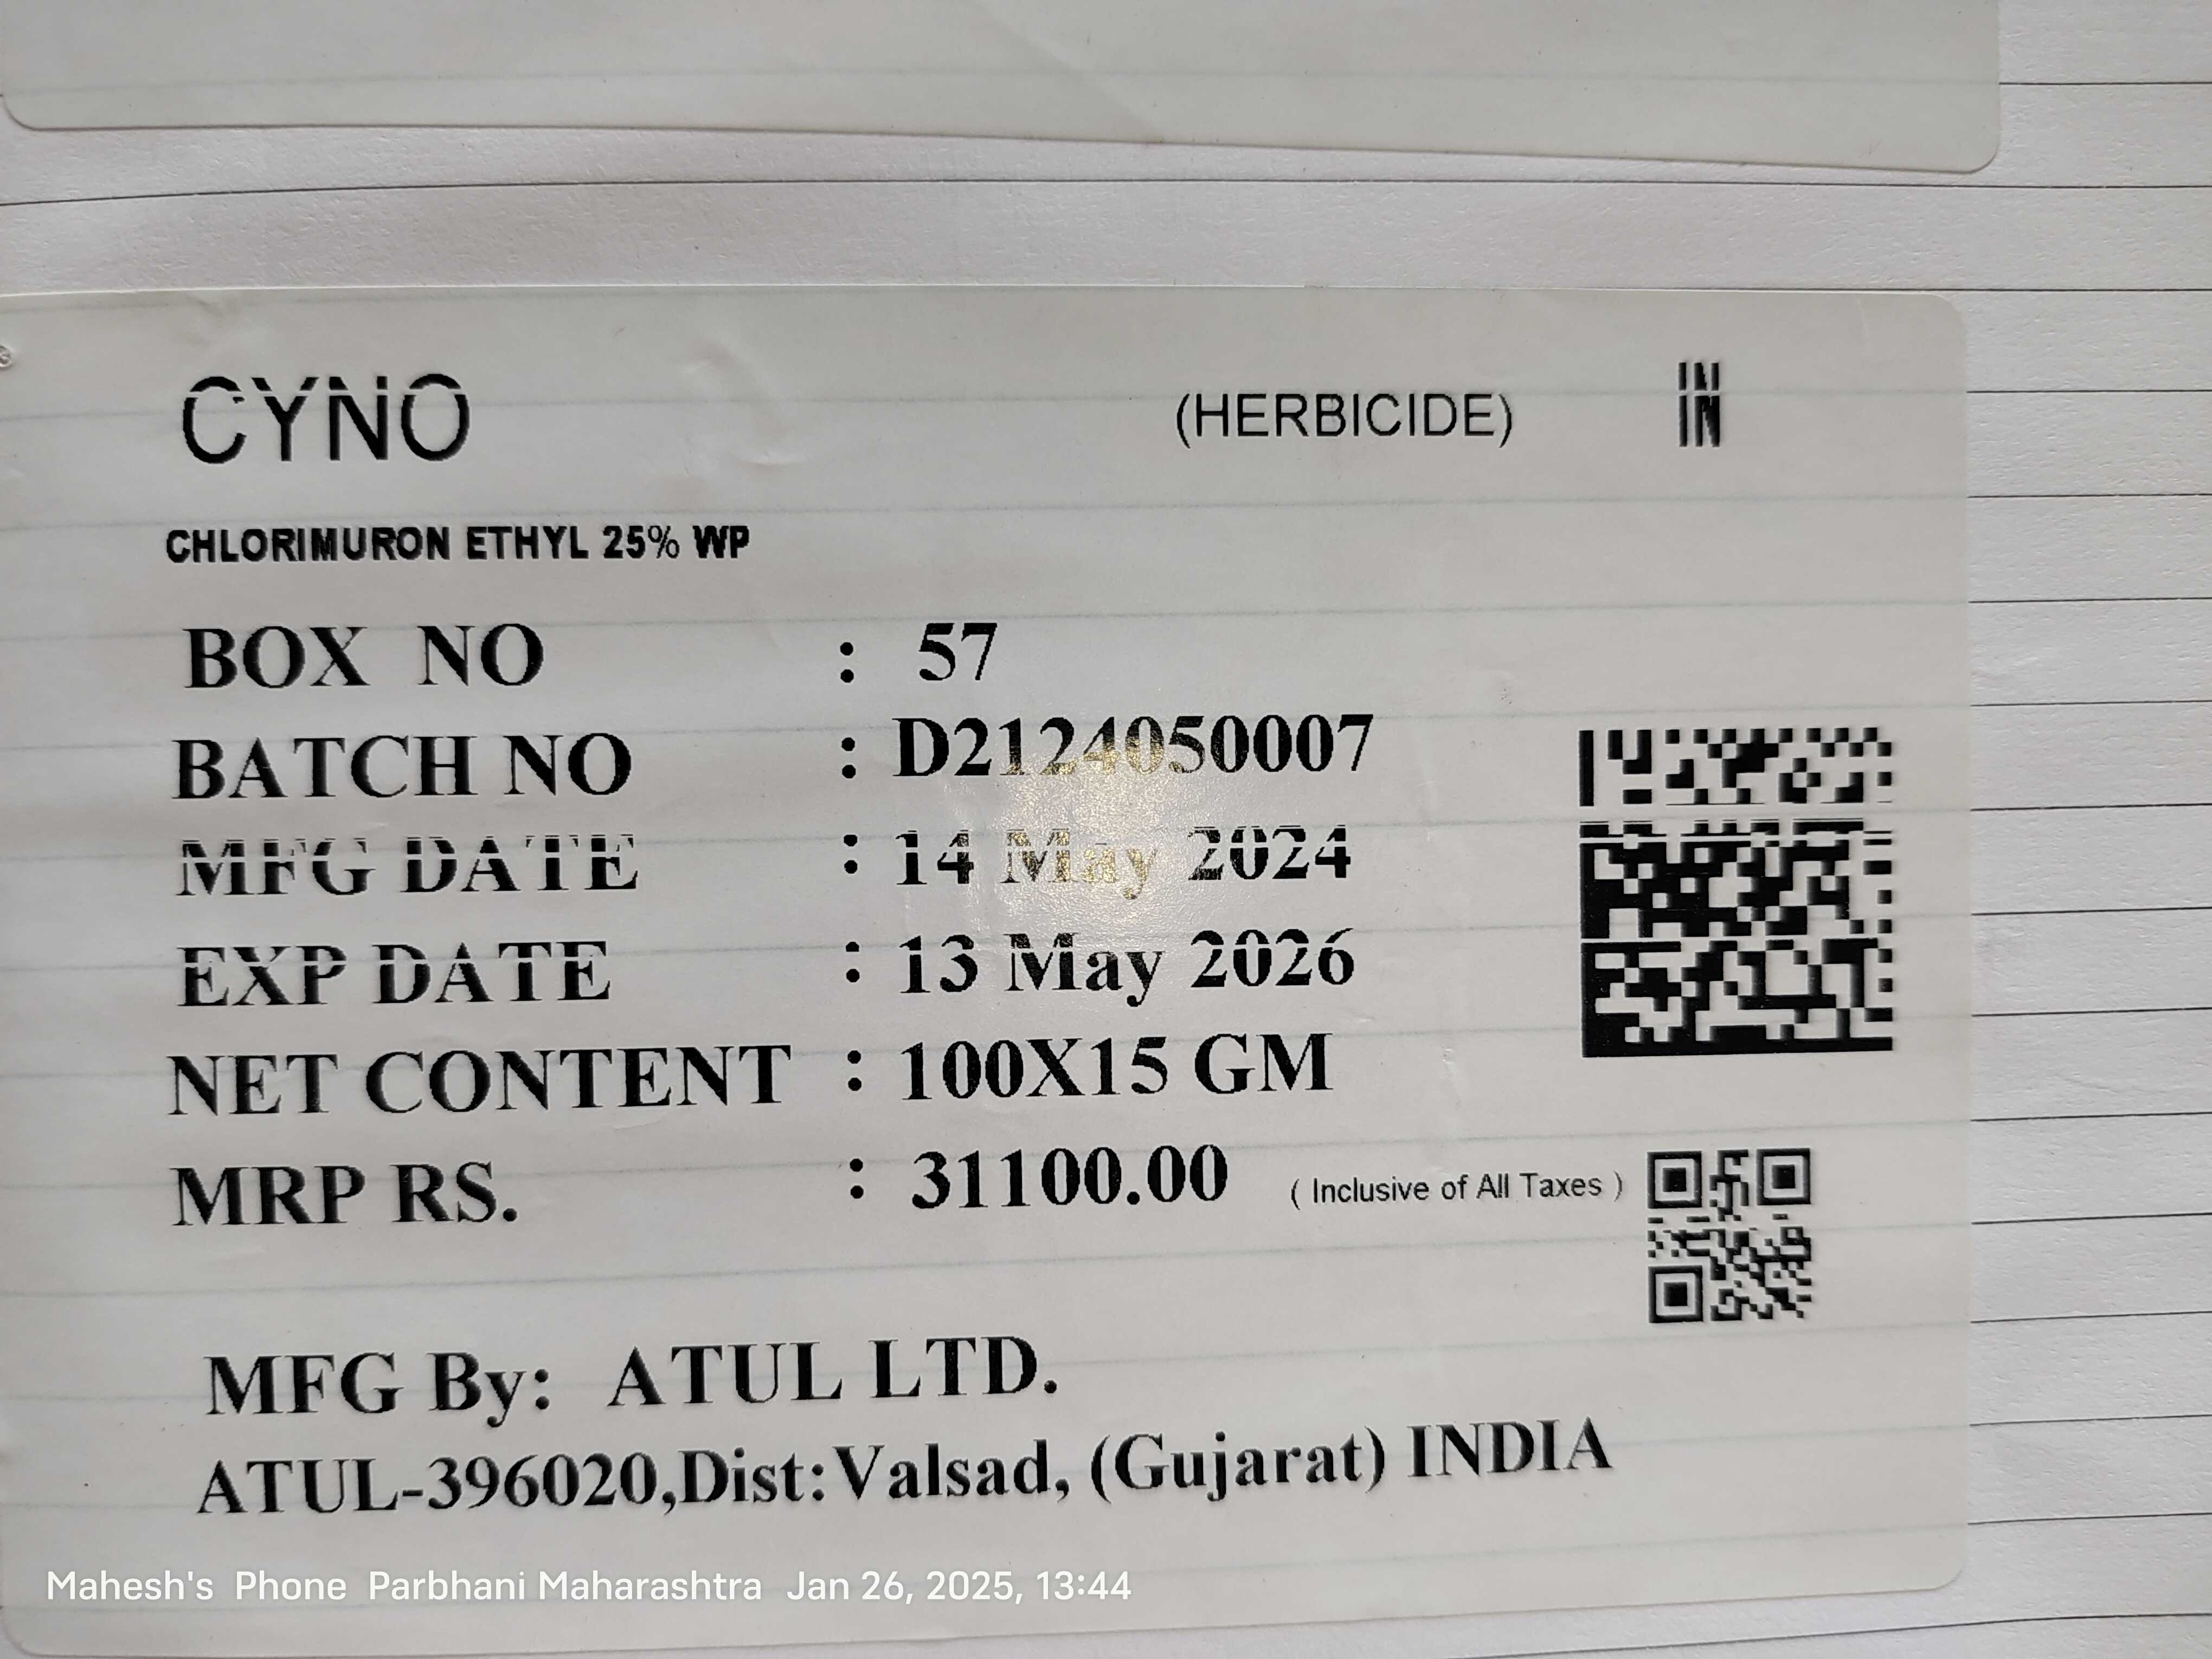 CYNO (HERBICIDE) IN
CHLORIMURON ETHYL 25% WP
BOX NO : 57
BATCH NO : D2124050007
MFG DATE : 14 May 2024
EXP DATE : 13 May 2026
NET CONTENT : 100X15 GM
MRP RS. : 31100.00 ( Inclusive of All Taxes )
MFG By: ATUL LTD.
ATUL-396020,Dist:Valsad, (Gujarat) INDIA
Mahesh's Phone Parbhani Maharashtra Jan 26, 2025, 13:44